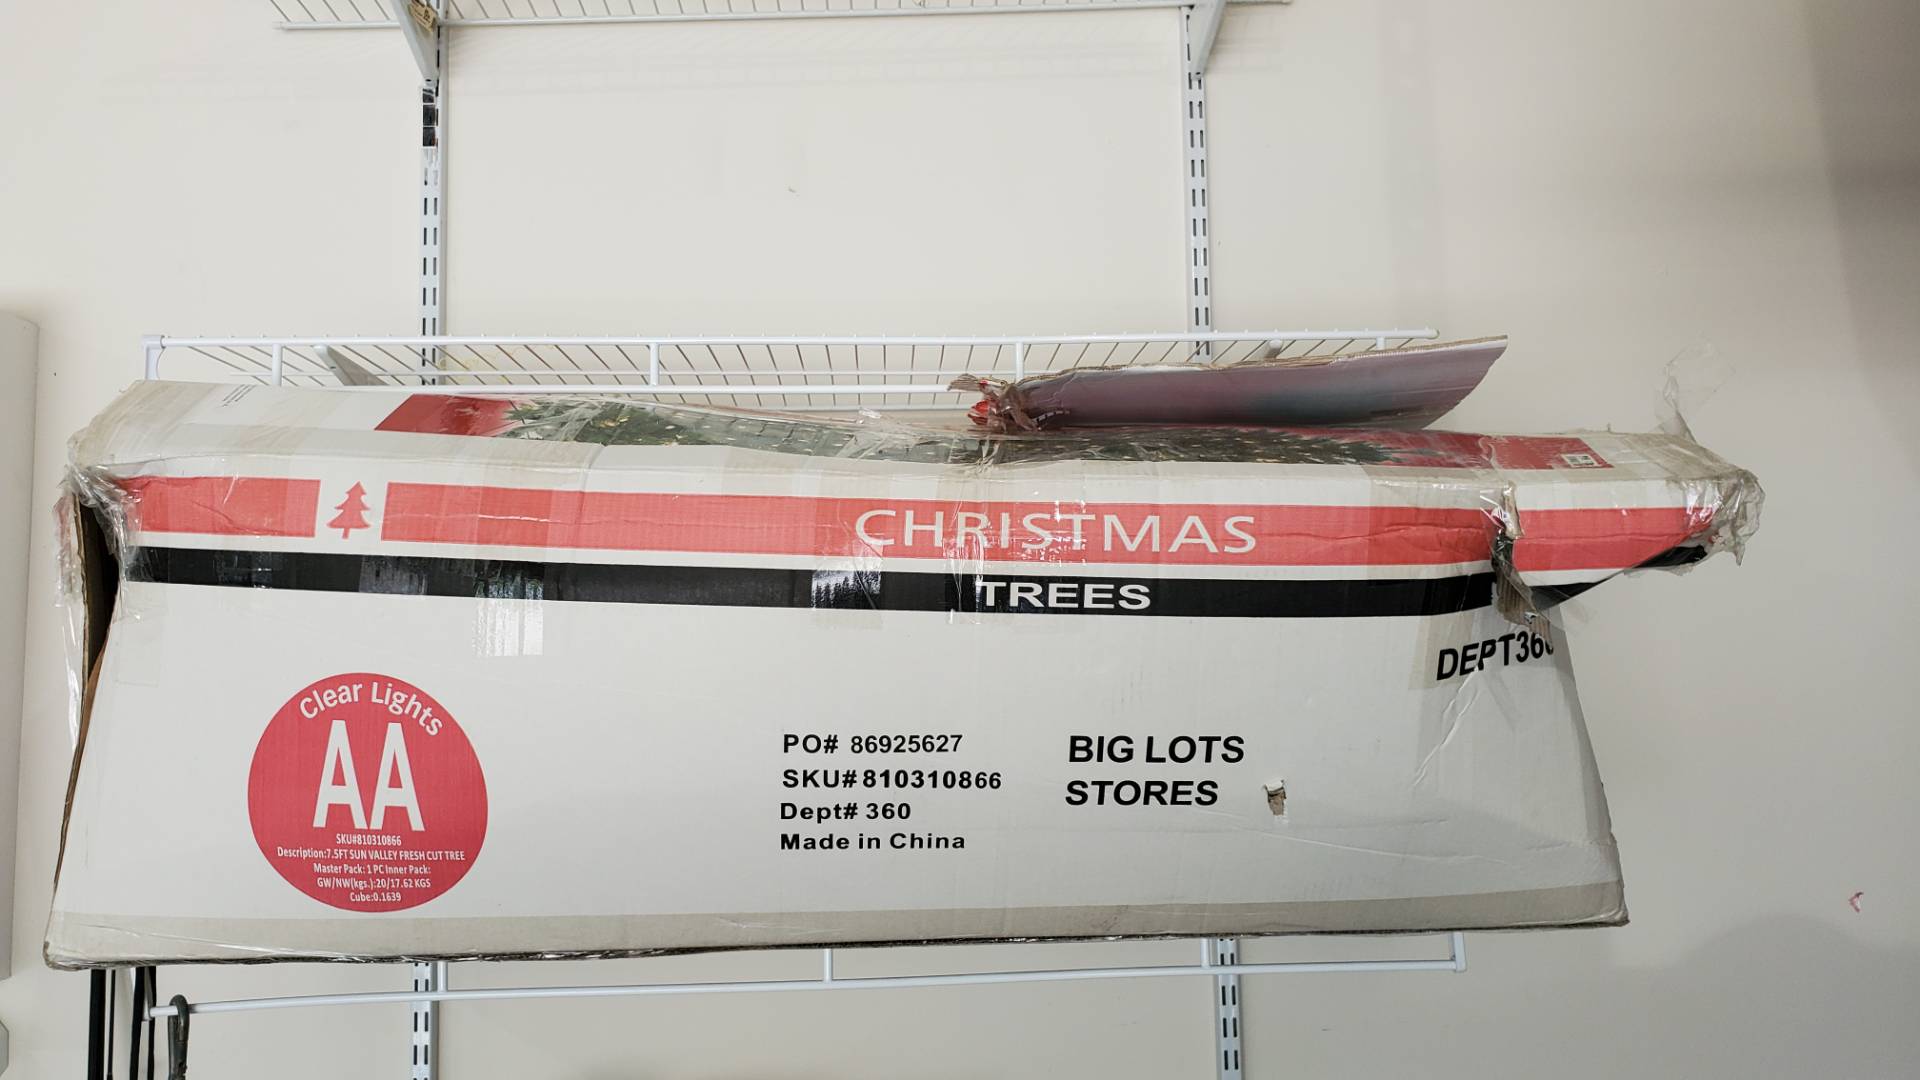 CHRISTMAS
TREES
DEPT360
Clear Lights
AA
SKU#810310866
Description:7.5FT SUN VALLEY FRESH CUT TREE
Master Pack: 1 PC Inner Pack:
GW/NW(kgs.):20/17.62 KGS
Cube:0.1639
PO# 86925627
SKU#810310866
Dept# 360
Made in China
BIG LOTS
STORES